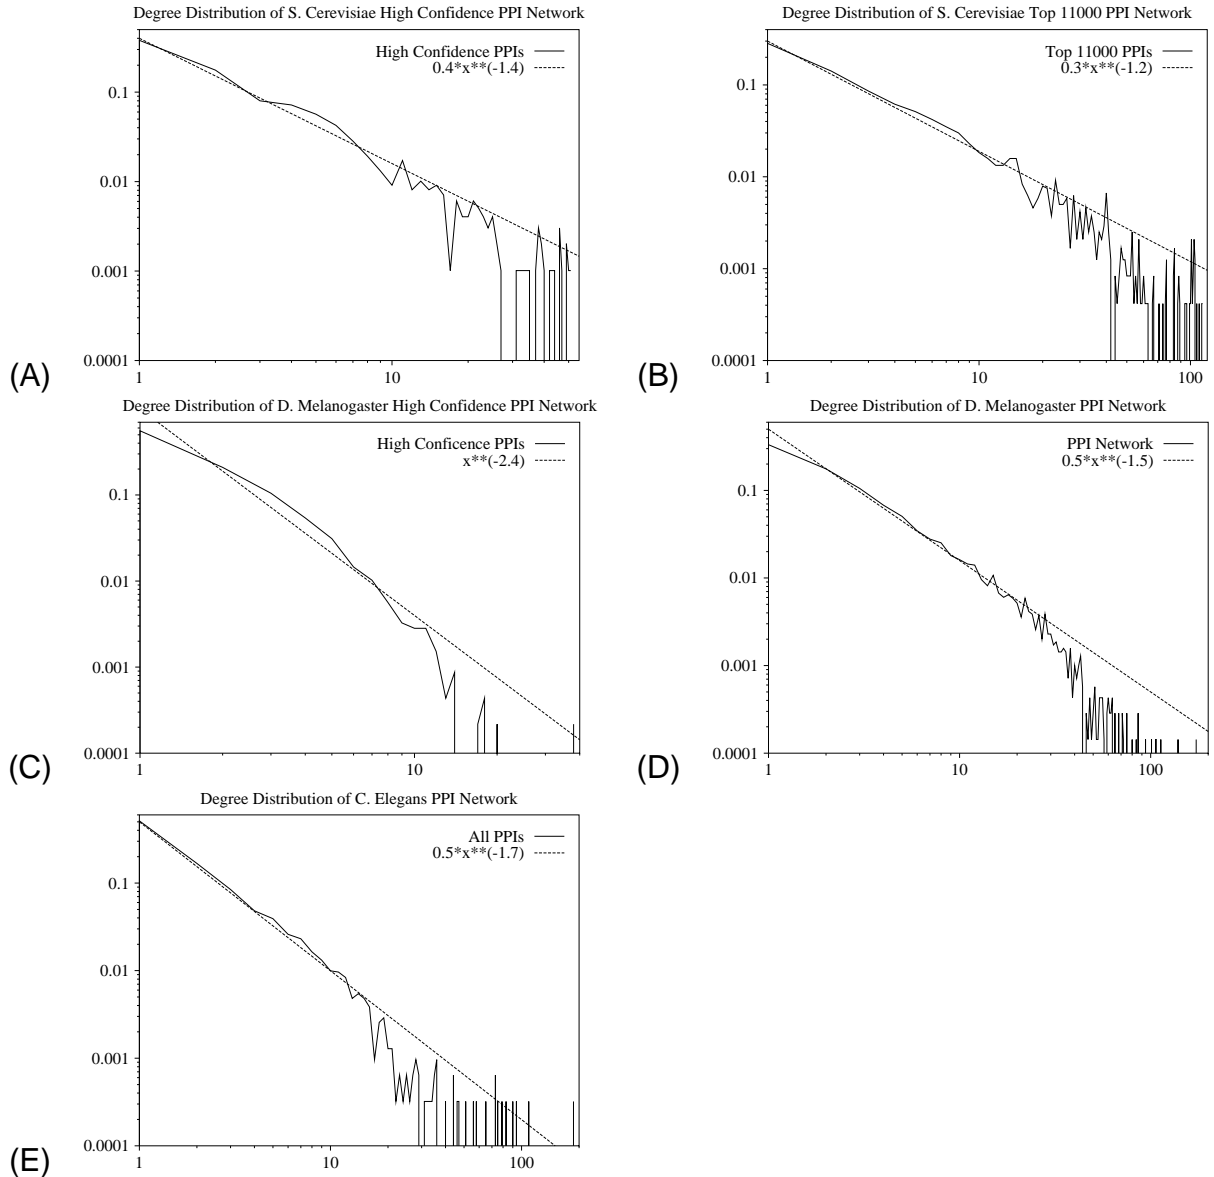 Degree Distribution of S. Cerevisiae High Confidence PPI Network
High Confidence PPIs
0.4*x**(-1.4)
0.1
0.01
0.001
0.0001
1
10
(A)
Degree Distribution of S. Cerevisiae Top 11000 PPI Network
Top 11000 PPIs
0.3*x**(-1.2)
0.1
0.01
0.001
0.0001
1
10
100
(B)
Degree Distribution of D. Melanogaster High Confidence PPI Network
High Conficence PPIs
x**(-2.4)
0.1
0.01
0.001
0.0001
1
10
(C)
Degree Distribution of D. Melanogaster PPI Network
PPI Network
0.5*x**(-1.5)
0.1
0.01
0.001
0.0001
1
10
100
(D)
Degree Distribution of C. Elegans PPI Network
All PPIs
0.5*x**(-1.7)
0.1
0.01
0.001
0.0001
1
10
100
(E)